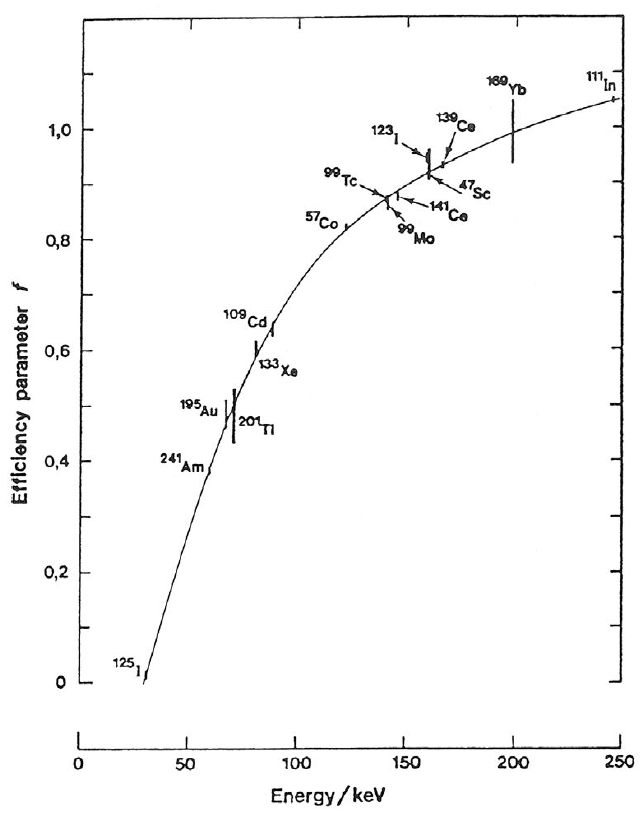 169Yb
111In
139Ce
123I
1,0
99Tc
47Sc
141Ce
57Co
99Mo
0,8
109Cd
0,6
133Xe
195Au
201Tl
241Am
0,4
0,2
125I
0
Efficiency parameter f
0 50 100 150 200 250
Energy/keV